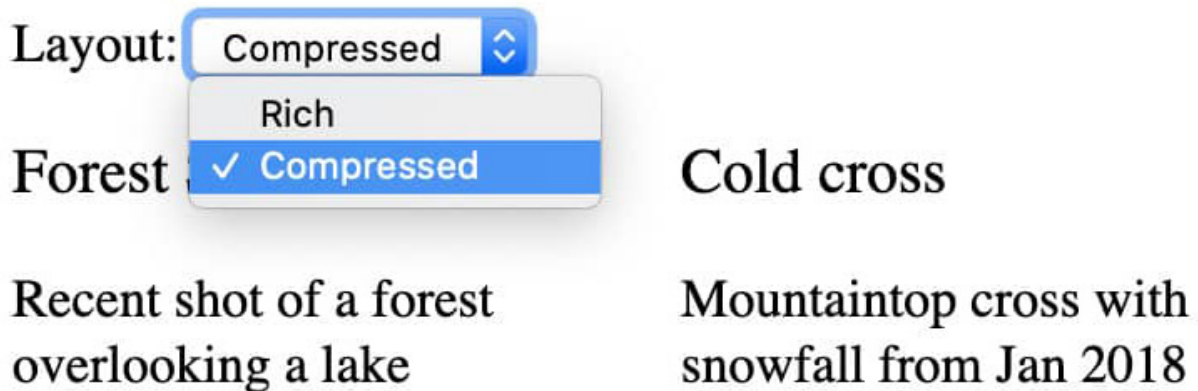 Layout: Compressed
Rich
✓ Compressed
Forest
Cold cross
Recent shot of a forest
overlooking a lake
Mountaintop cross with
snowfall from Jan 2018